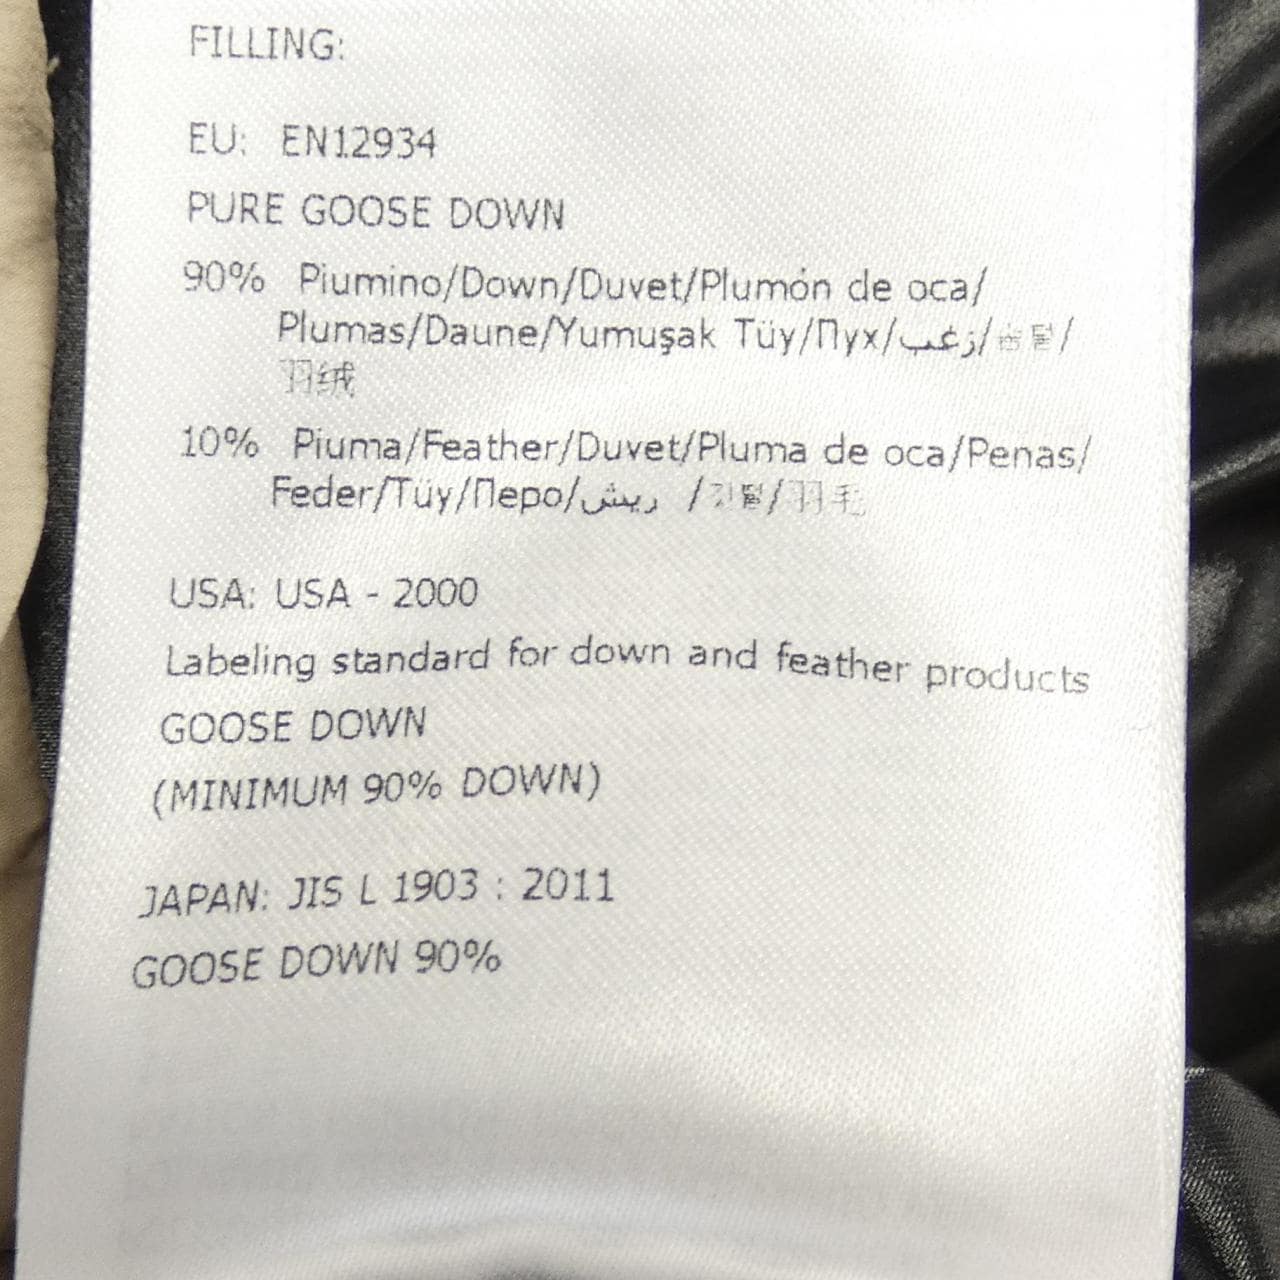 FILLING:
EU: EN12934
PURE GOOSE DOWN
90% Piumino/Down/Duvet/Plumón de oca/
Plumas/Daune/Yumuşak Tüy/Пух/زغب/솜털/
羽绒
10% Piuma/Feather/Duvet/Pluma de oca/Penas/
Feder/Tüy/Перо/ريش /깃털/羽毛
USA: USA - 2000
Labeling standard for down and feather products
GOOSE DOWN
(MINIMUM 90% DOWN)
JAPAN: JIS L 1903 : 2011
GOOSE DOWN 90%